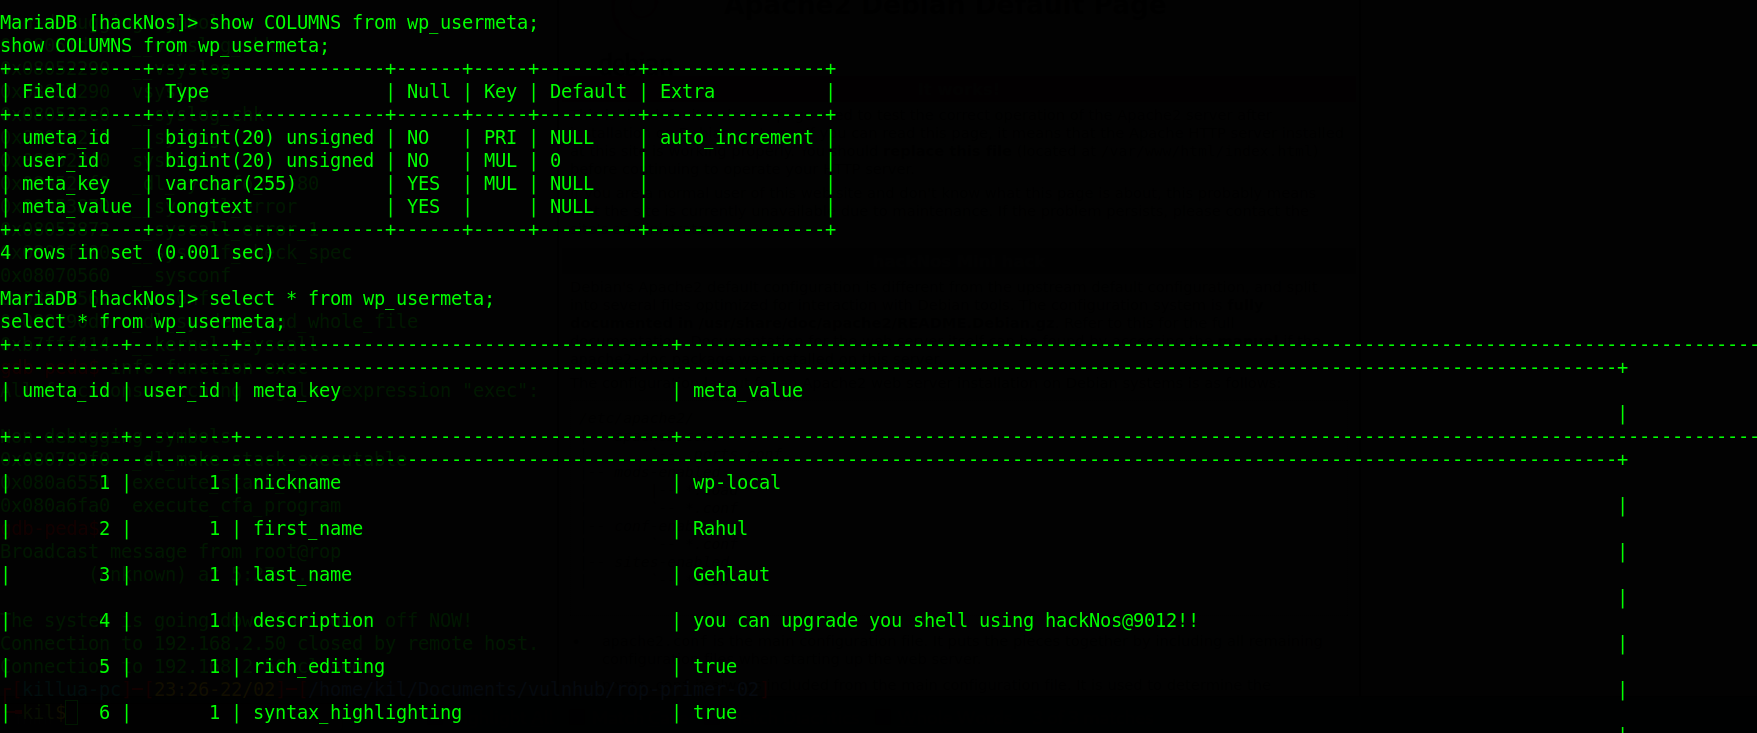 MariaDB [hackNos]> show COLUMNS from wp_usermeta;
show COLUMNS from wp_usermeta;
+------------+---------------------+------+-----+---------+----------------+
| Field      | Type                | Null | Key | Default | Extra          |
+------------+---------------------+------+-----+---------+----------------+
| umeta_id   | bigint(20) unsigned | NO   | PRI | NULL    | auto_increment |
| user_id    | bigint(20) unsigned | NO   | MUL | 0       |                |
| meta_key   | varchar(255)        | YES  | MUL | NULL    |                |
| meta_value | longtext            | YES  |     | NULL    |                |
+------------+---------------------+------+-----+---------+----------------+
4 rows in set (0.001 sec)
MariaDB [hackNos]> select * from wp_usermeta;
select * from wp_usermeta;
| umeta_id | user_id | meta_key | meta_value |
| 1 | 1 | nickname | wp-local |
| 2 | 1 | first_name | Rahul |
| 3 | 1 | last_name | Gehlaut |
| 4 | 1 | description | you can upgrade you shell using hackNos@9012!! |
| 5 | 1 | rich_editing | true |
| 6 | 1 | syntax_highlighting | true |